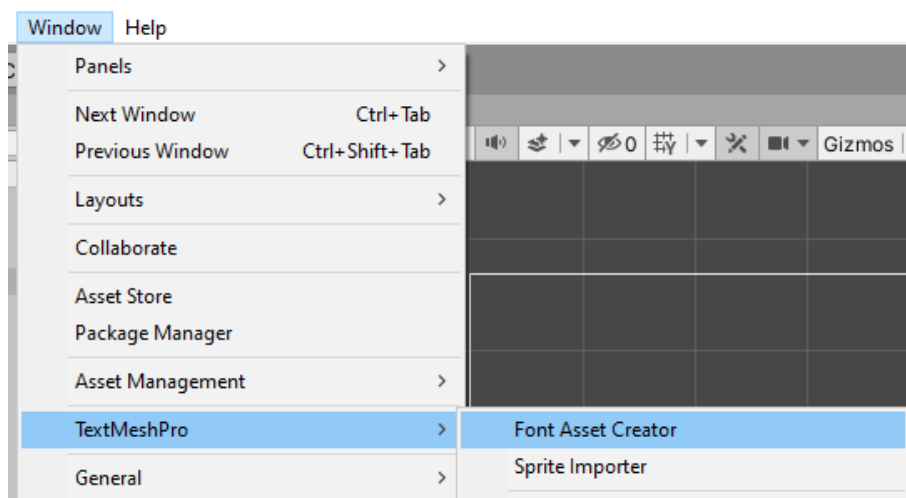 Window Help
Panels
Next Window Ctrl+Tab
Previous Window Ctrl+Shift+Tab
0 Gizmos
Layouts
Collaborate
Asset Store
Package Manager
Asset Management
TextMeshPro Font Asset Creator
Sprite Importer
General